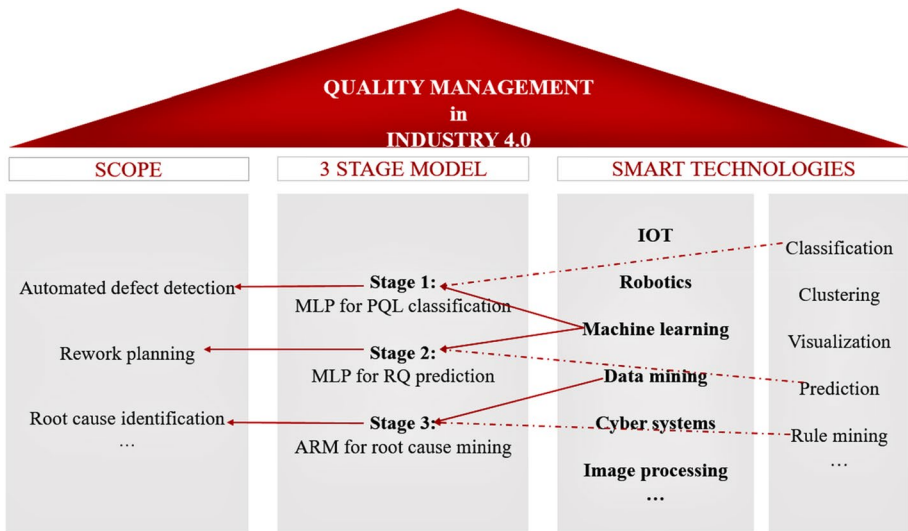 QUALITY MANAGEMENT
in
INDUSTRY 4.0
SCOPE
3 STAGE MODEL
SMART TECHNOLOGIES
Automated defect detection
Rework planning
Root cause identification
…
Stage 1:
MLP for PQL classification
Stage 2:
MLP for RQ prediction
Stage 3:
ARM for root cause mining
IOT
Robotics
Machine learning
Data mining
Cyber systems
Image processing
…
Classification
Clustering
Visualization
Prediction
Rule mining
…